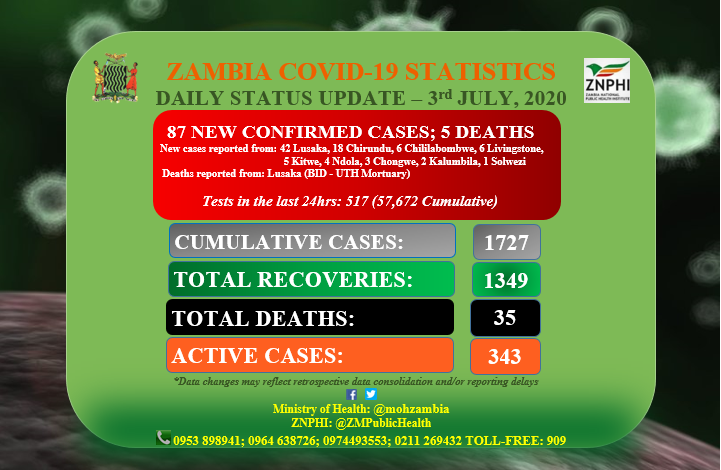 ZAMBIA COVID-19 STATISTICS
DAILY STATUS UPDATE – 3rd JULY, 2020
ZNPHI
ZAMBIA NATIONAL
PUBLIC HEALTH INSTITUTE
87 NEW CONFIRMED CASES; 5 DEATHS
New cases reported from: 42 Lusaka, 18 Chirundu, 6 Chililabombwe, 6 Livingstone,
5 Kitwe, 4 Ndola, 3 Chongwe, 2 Kalumbila, 1 Solwezi
Deaths reported from: Lusaka (BID - UTH Mortuary)
Tests in the last 24hrs: 517 (57,672 Cumulative)
CUMULATIVE CASES: 1727
TOTAL RECOVERIES: 1349
TOTAL DEATHS: 35
ACTIVE CASES: 343
*Data changes may reflect retrospective data consolidation and/or reporting delays
Ministry of Health: @mohzambia
ZNPHI: @ZMPublicHealth
0953 898941; 0964 638726; 0974493553; 0211 269432 TOLL-FREE: 909